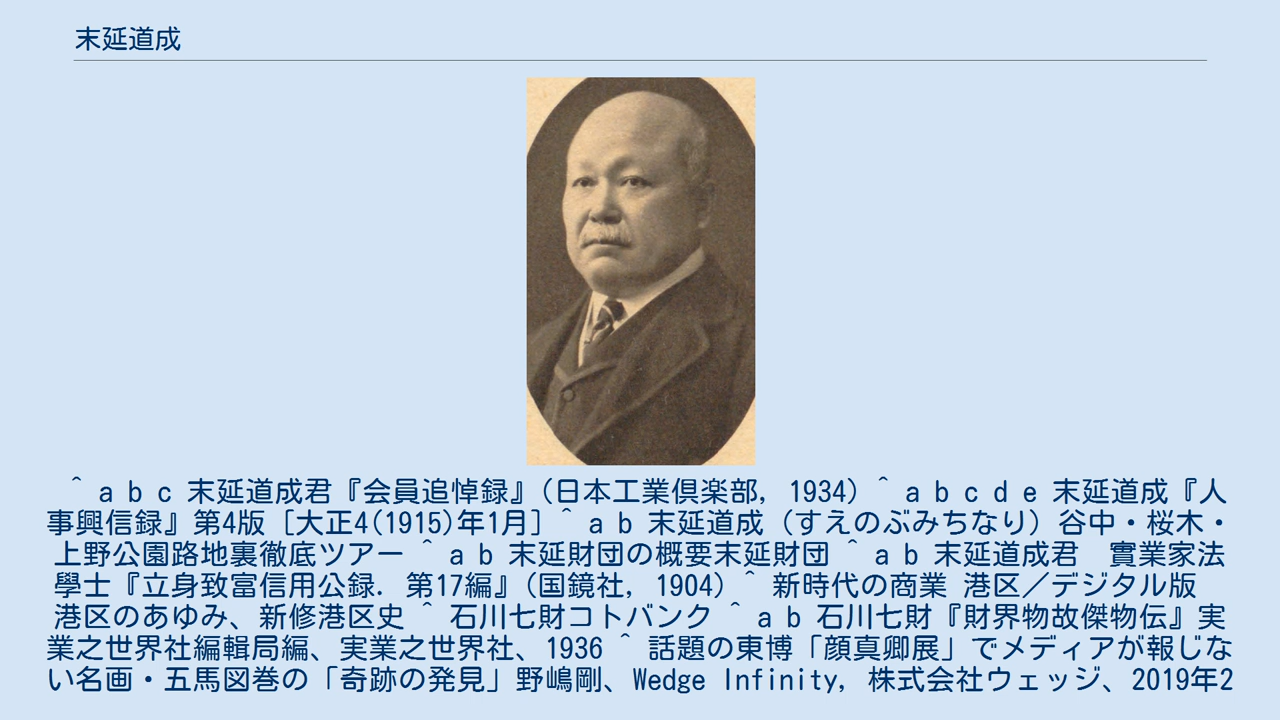 末延道成
^ a b c 末延道成君『会員追悼録』(日本工業倶楽部, 1934) ^ a b c d e 末延道成『人
事興信録』第4版 [大正4(1915)年1月] ^ a b 末延道成 (すえのぶみちなり) 谷中・桜木・
上野公園路地裏徹底ツアー ^ a b 末延財団の概要末延財団 ^ a b 末延道成君　實業家法
學士『立身致富信用公録. 第17編』(国鏡社, 1904) ^ 新時代の商業 港区／デジタル版
港区のあゆみ、新修港区史 ^ 石川七財コトバンク ^ a b 石川七財『財界物故傑物伝』実
業之世界社編輯局編、実業之世界社、1936 ^ 話題の東博「顔真卿展」でメディアが報じな
い名画・五馬図巻の「奇跡の発見」野嶋剛、Wedge Infinity, 株式会社ウェッジ、2019年2